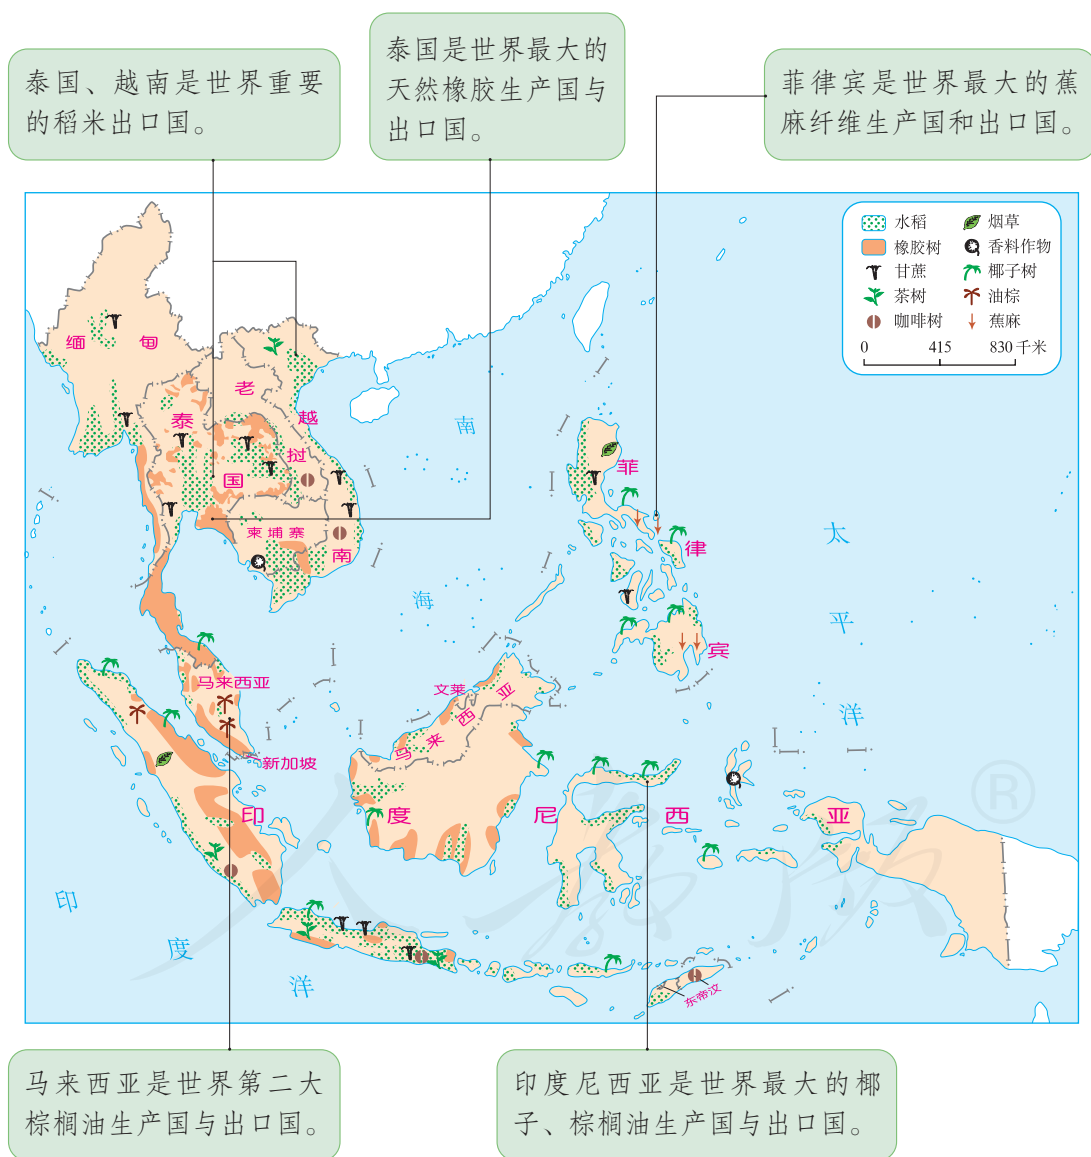 泰国、越南是世界重要
的稻米出口国。
泰国是世界最大的
天然橡胶生产国与
出口国。
菲律宾是世界最大的蕉
麻纤维生产国和出口国。
水稻
烟草
橡胶树
香料作物
甘蔗
椰子树
茶树
油棕
咖啡树
蕉麻
0 415 830千米
缅甸
老挝
泰国
越南
柬埔寨
菲律宾
南海
太平洋
马来西亚
文莱
马来西亚
新加坡
印度尼西亚
东帝汶
印度洋
人教版
®
马来西亚是世界第二大
棕榈油生产国与出口国。
印度尼西亚是世界最大的椰
子、棕榈油生产国与出口国。